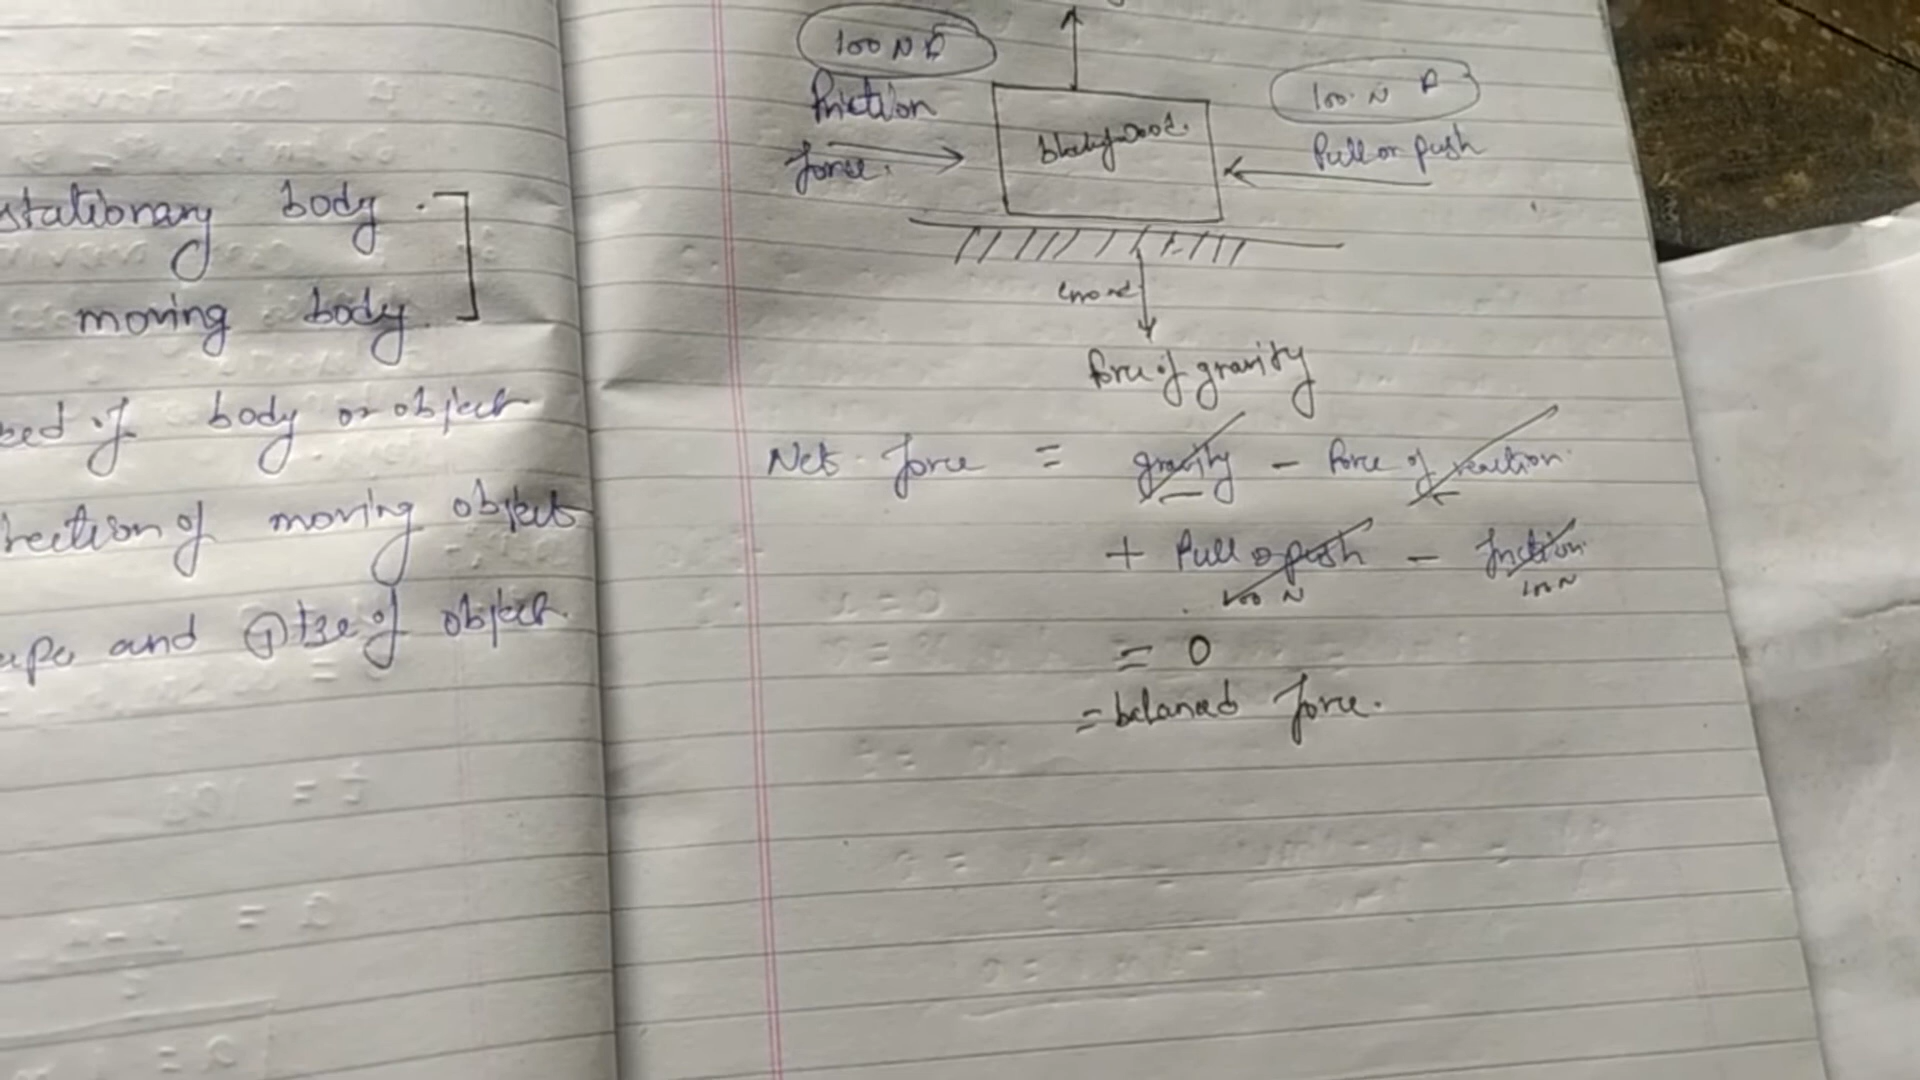 stationary body.
moving body.
of body or object
rection of moving object
and size of object.
100 N
Friction
force.
body
100 N
Pull or push
force of gravity
Net force = gravity - force of reaction
+ Pull or push - friction
100 N 100 N
= 0
= balanced force.